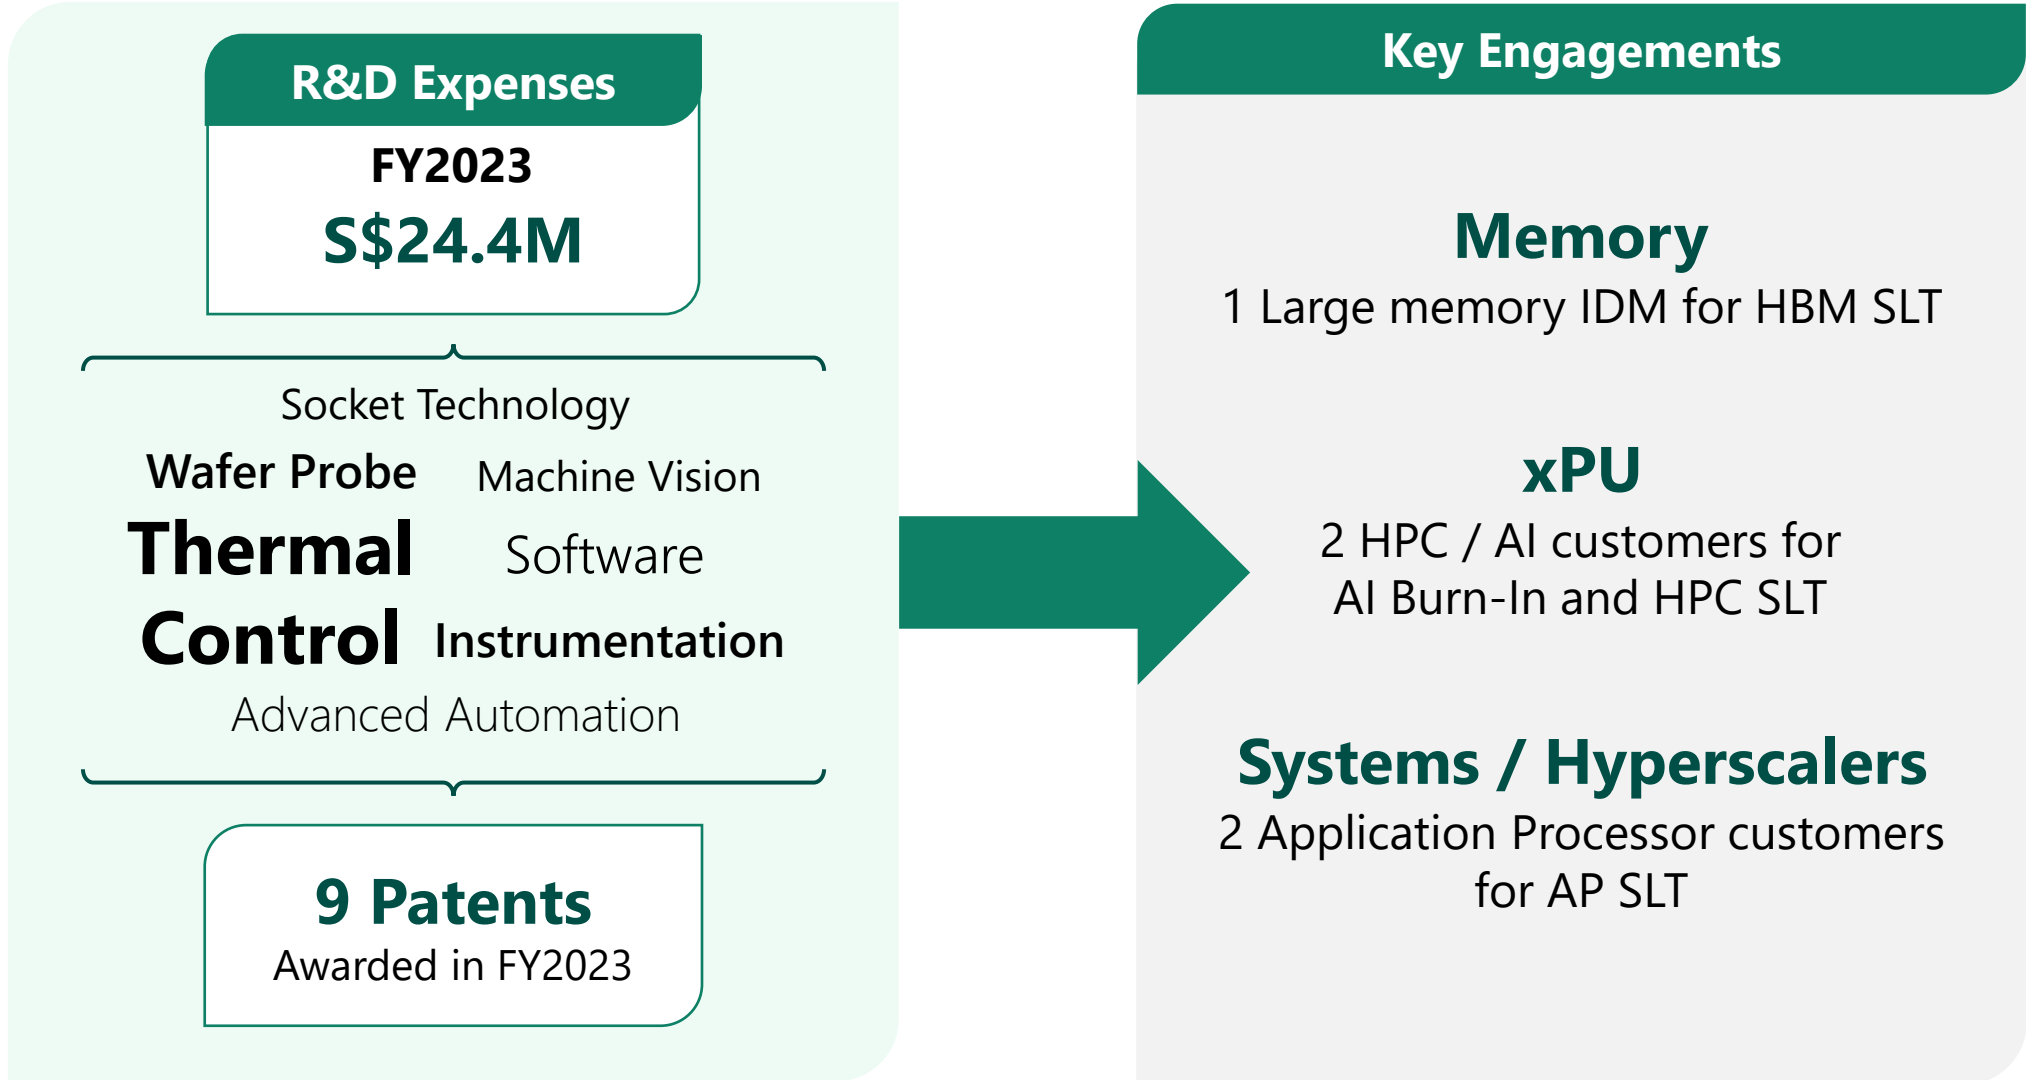 R&D Expenses
FY2023
S$24.4M
Socket Technology
Wafer Probe
Machine Vision
Thermal
Control
Software
Instrumentation
Advanced Automation
9 Patents
Awarded in FY2023
Key Engagements
Memory
1 Large memory IDM for HBM SLT
xPU
2 HPC / AI customers for
AI Burn-In and HPC SLT
Systems / Hyperscalers
2 Application Processor customers
for AP SLT